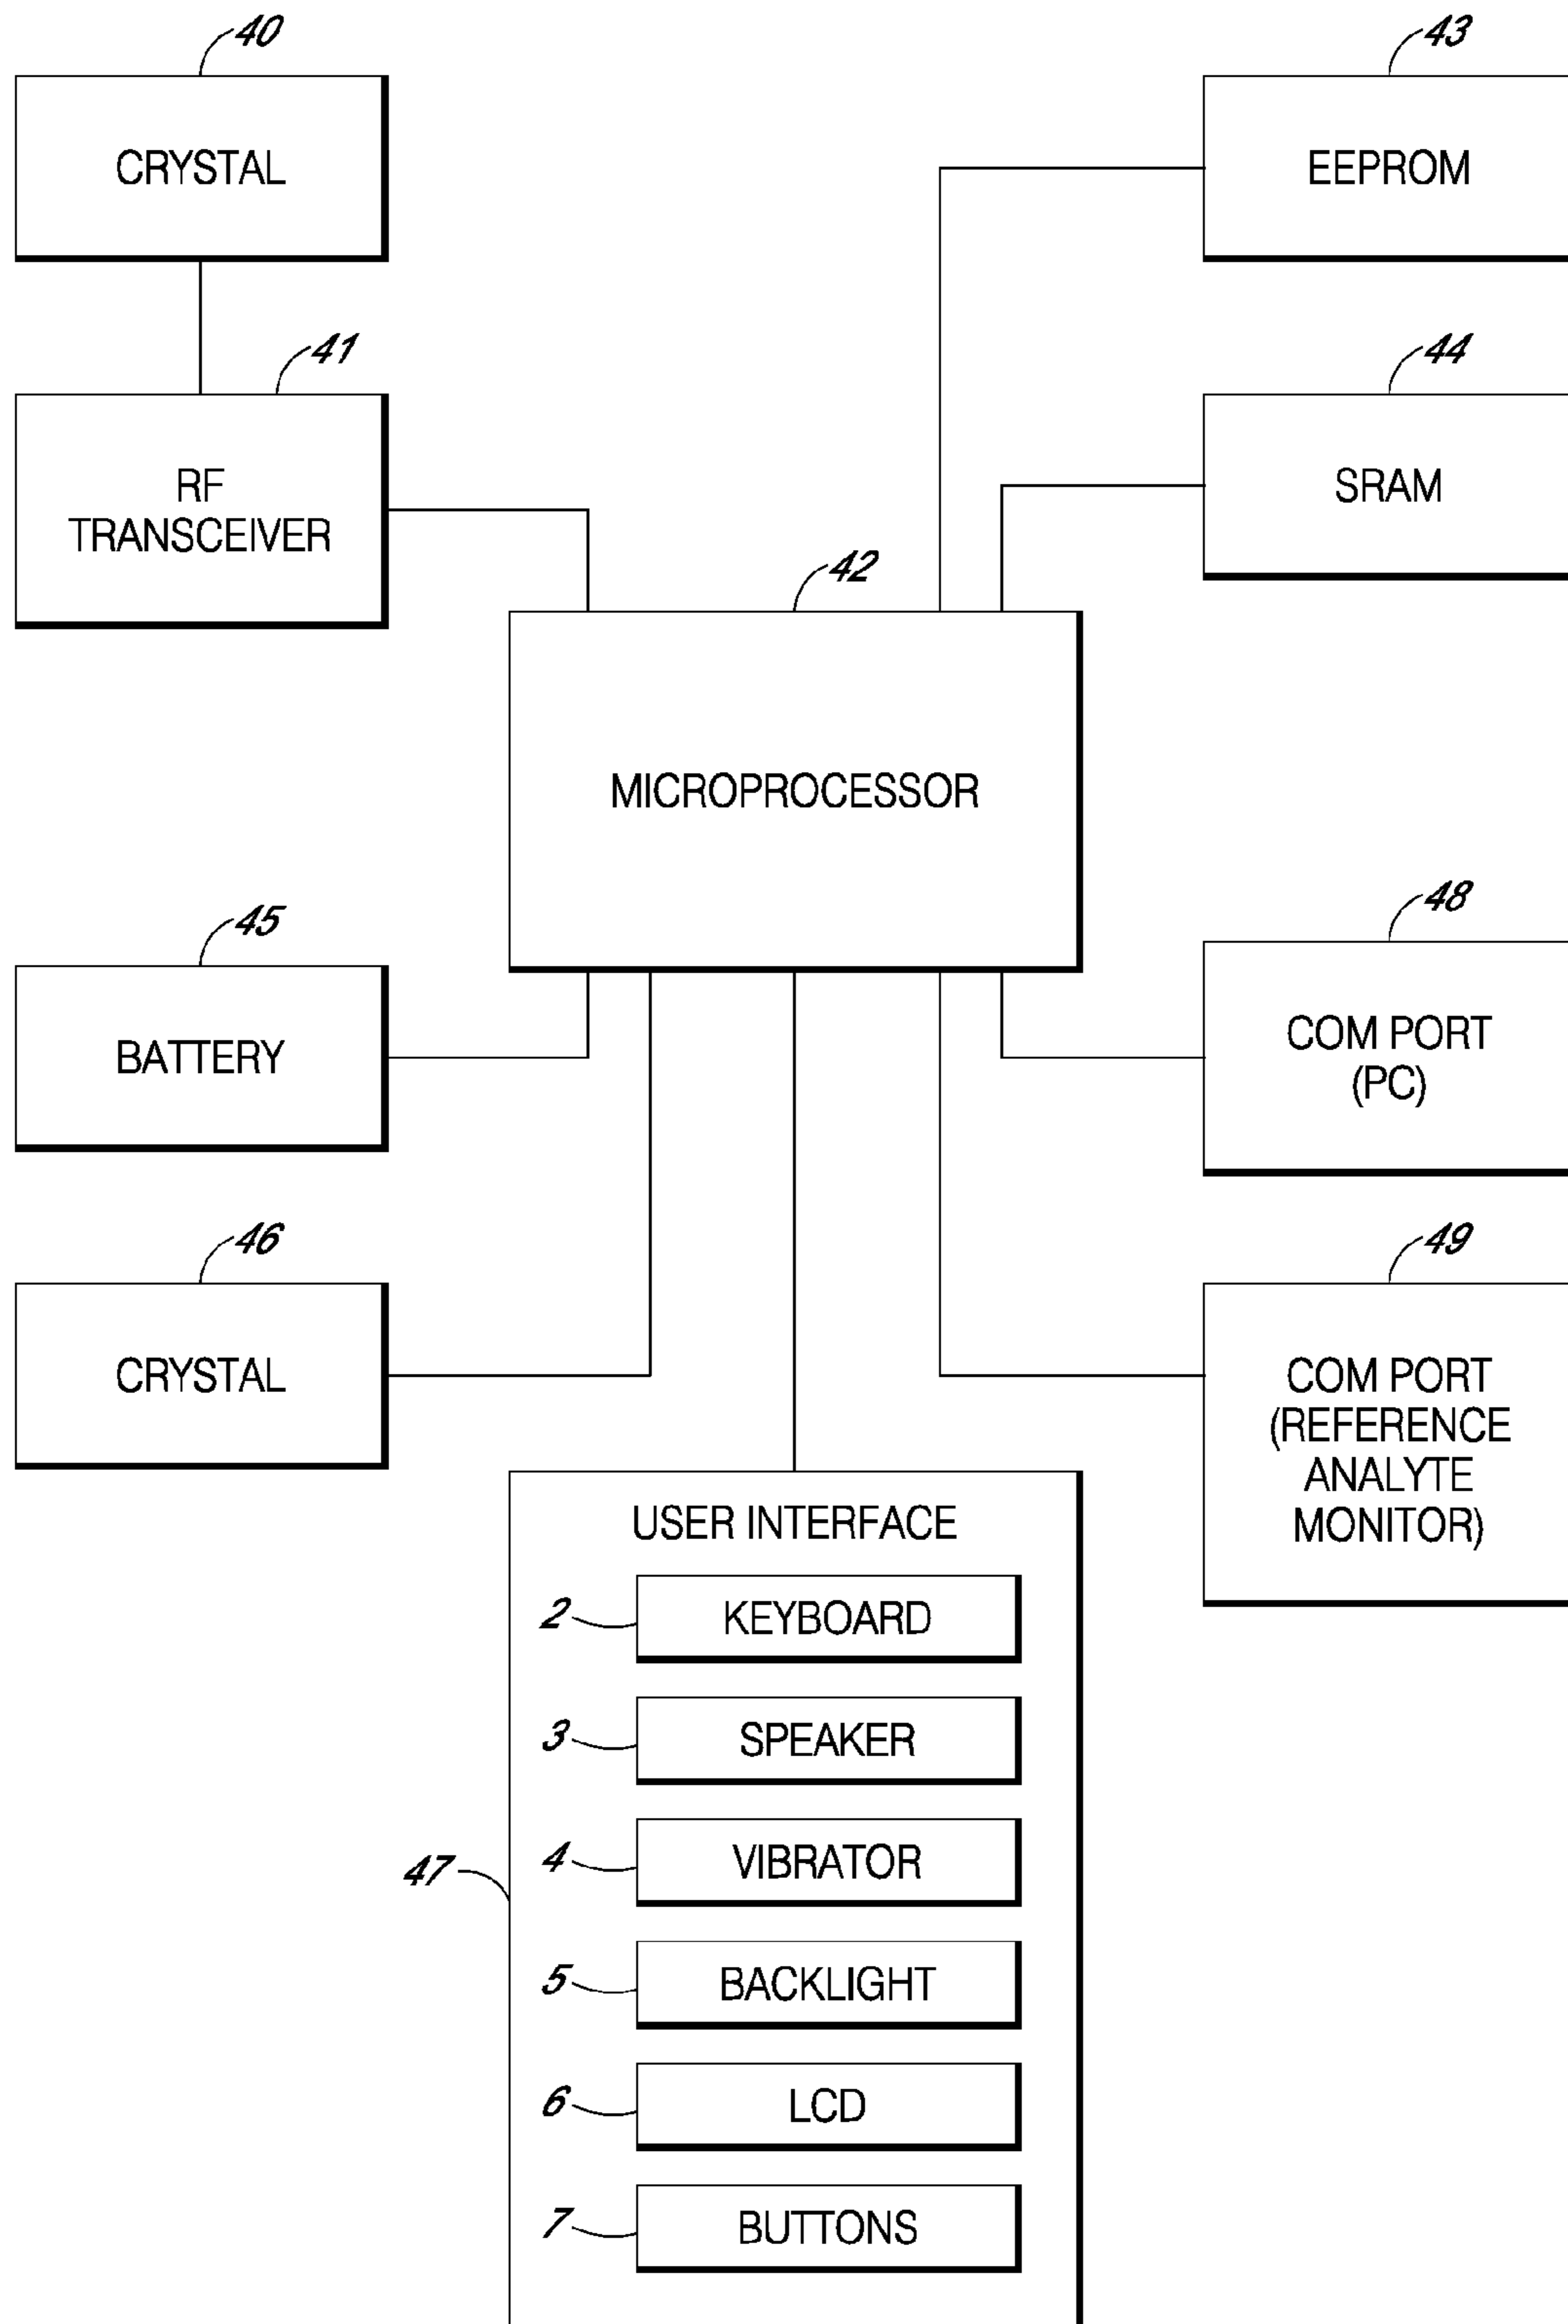 40
43
CRYSTAL
EEPROM
41
44
RF
TRANSCEIVER
SRAM
42
MICROPROCESSOR
45
48
BATTERY
COM PORT
(PC)
46
49
CRYSTAL
COM PORT
(REFERENCE
ANALYTE
MONITOR)
USER INTERFACE
2
KEYBOARD
3
SPEAKER
47
4
VIBRATOR
5
BACKLIGHT
6
LCD
7
BUTTONS